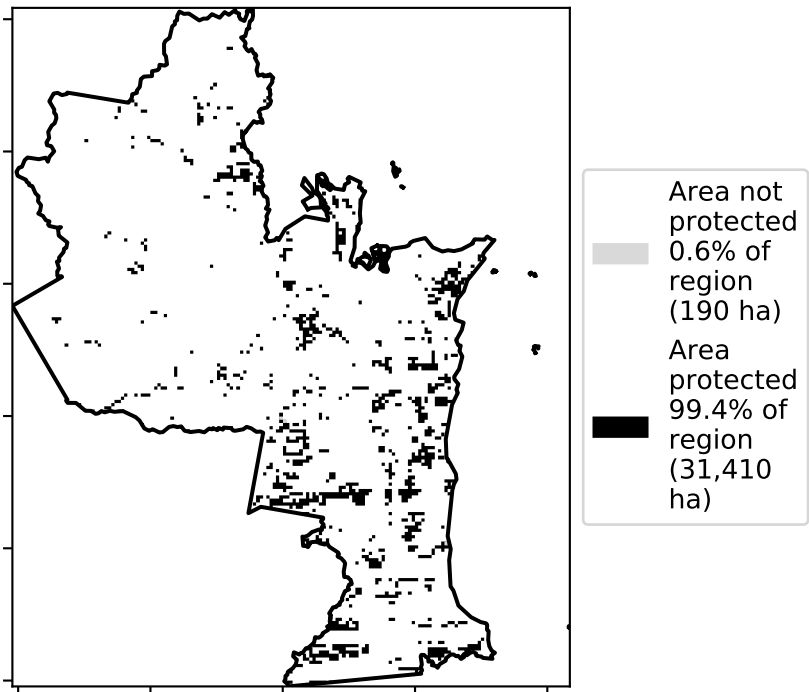 Area not
protected
0.6% of
region
(190 ha)
Area
protected
99.4% of
region
(31,410
ha)